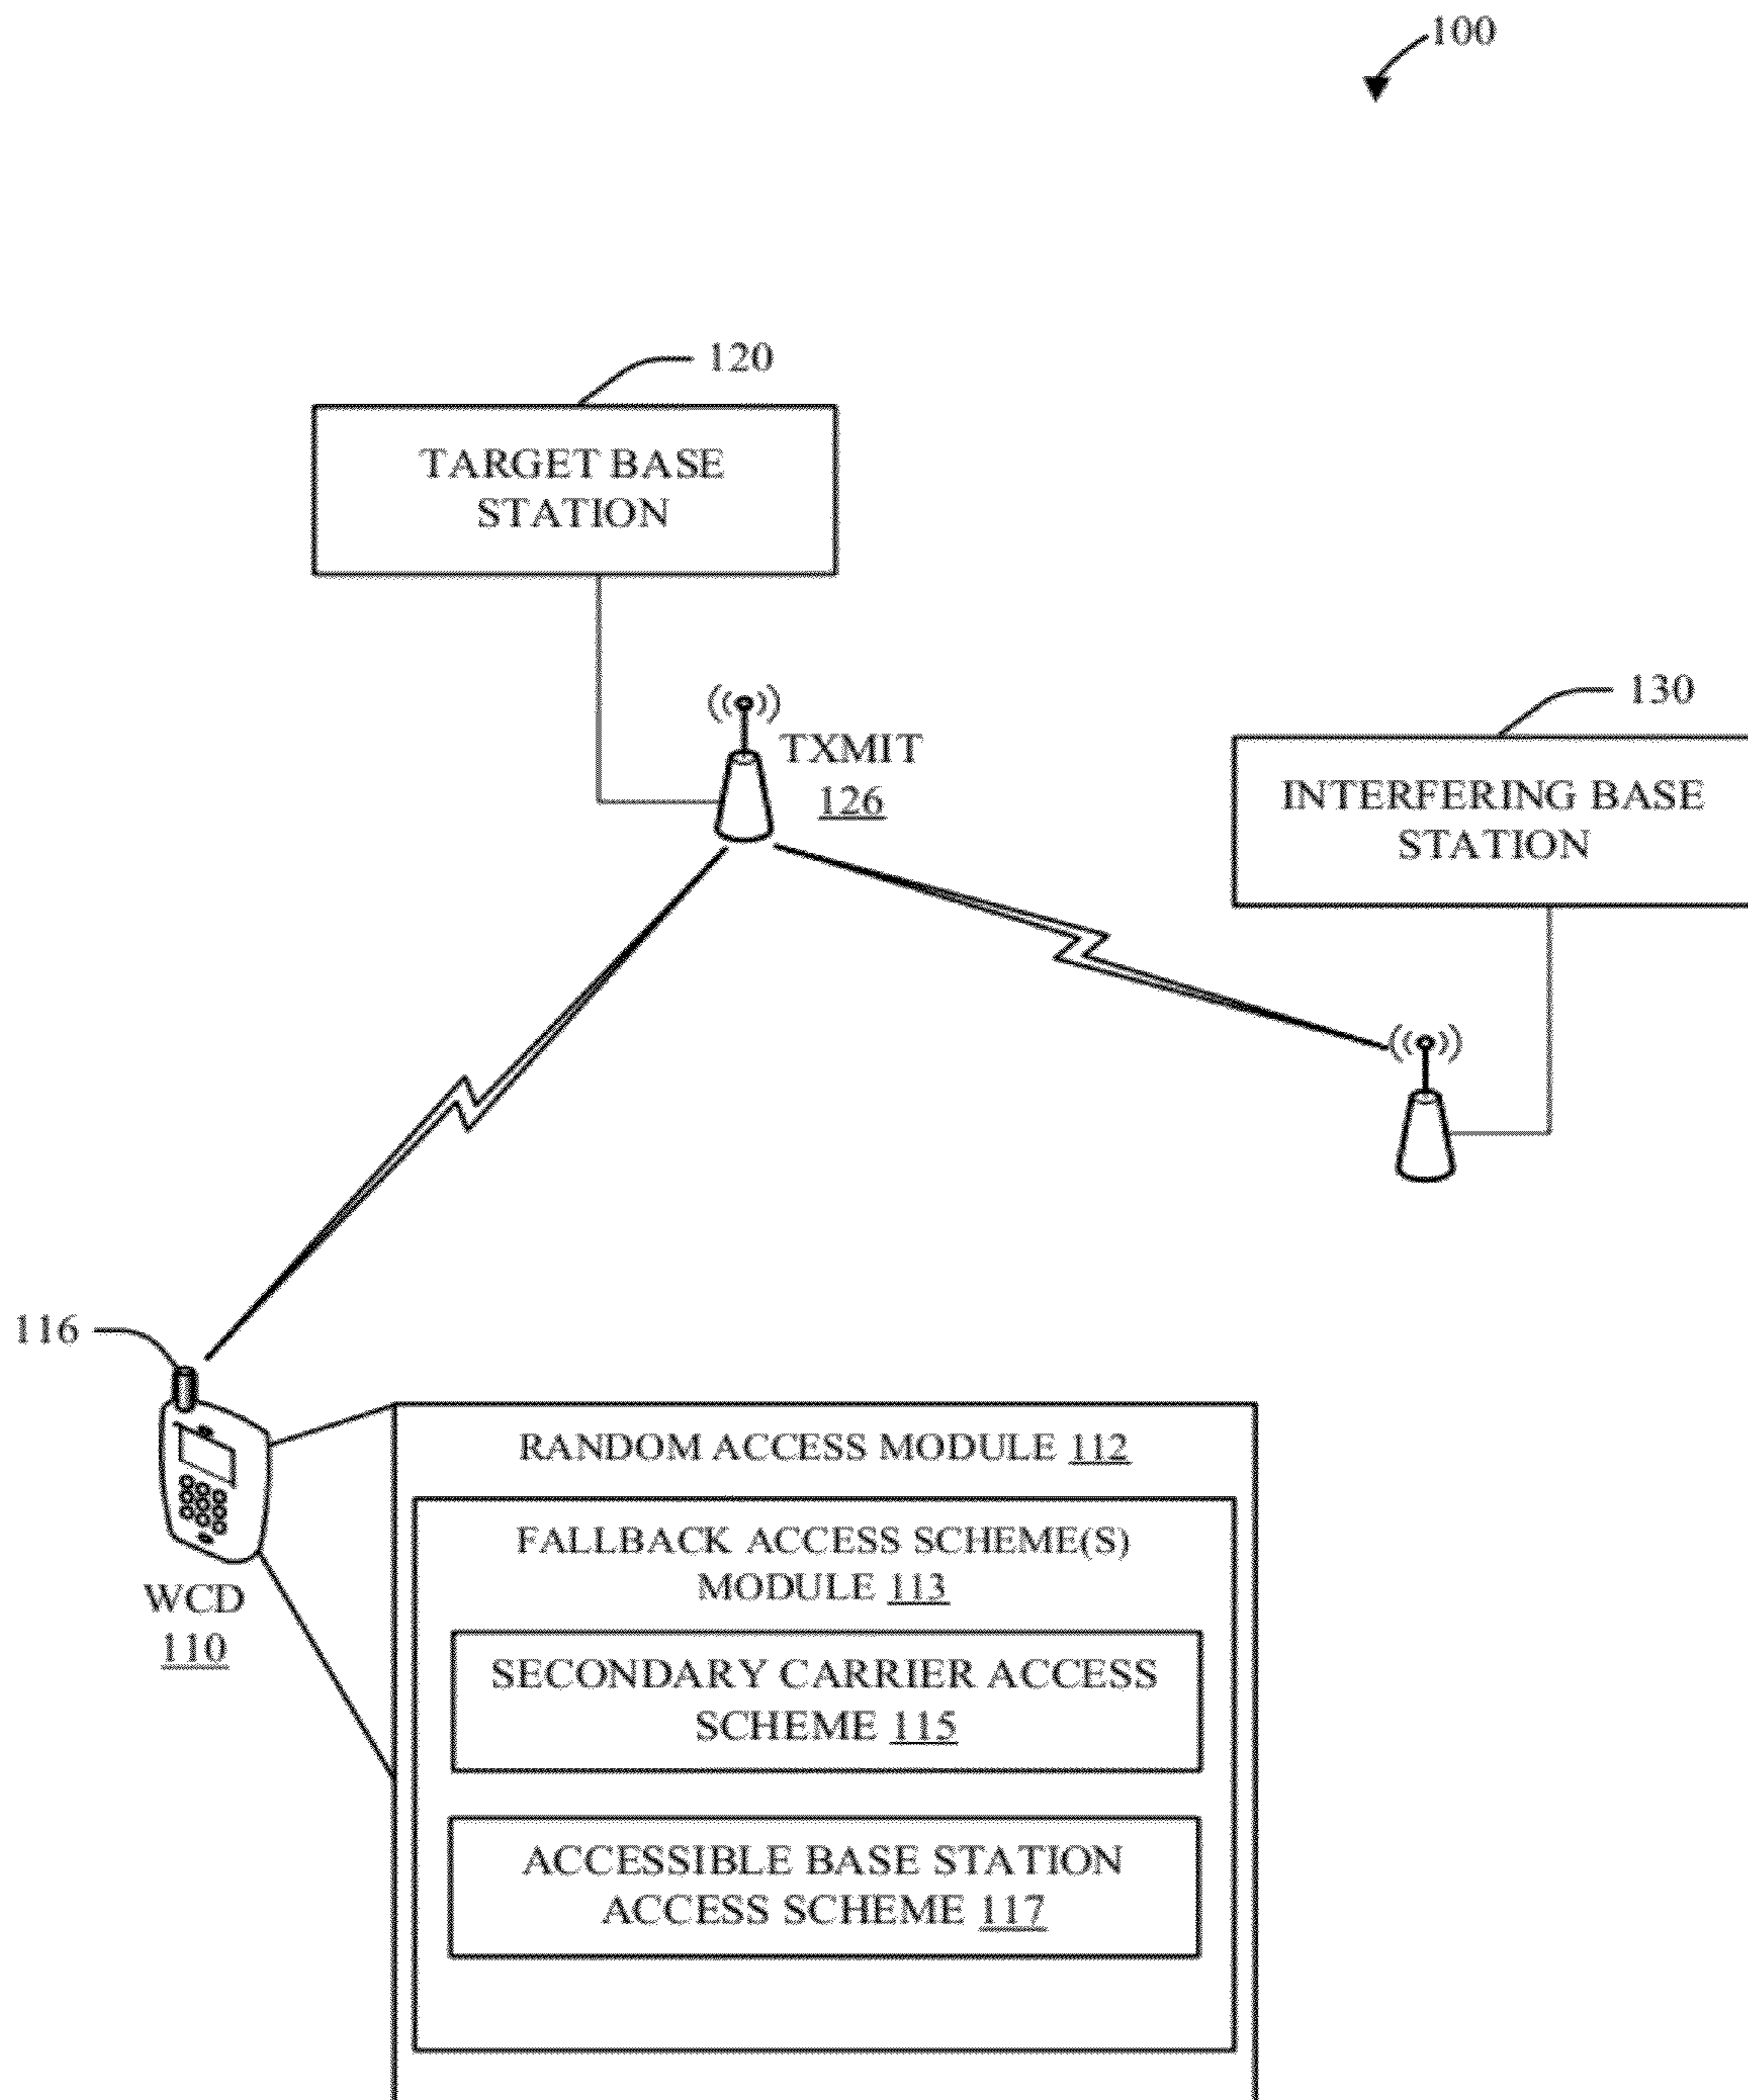 100
120
TARGET BASE
STATION
TXMIT
126
130
INTERFERING BASE
STATION
116
WCD
110
RANDOM ACCESS MODULE 112
FALLBACK ACCESS SCHEME(S)
MODULE 113
SECONDARY CARRIER ACCESS
SCHEME 115
ACCESSIBLE BASE STATION
ACCESS SCHEME 117